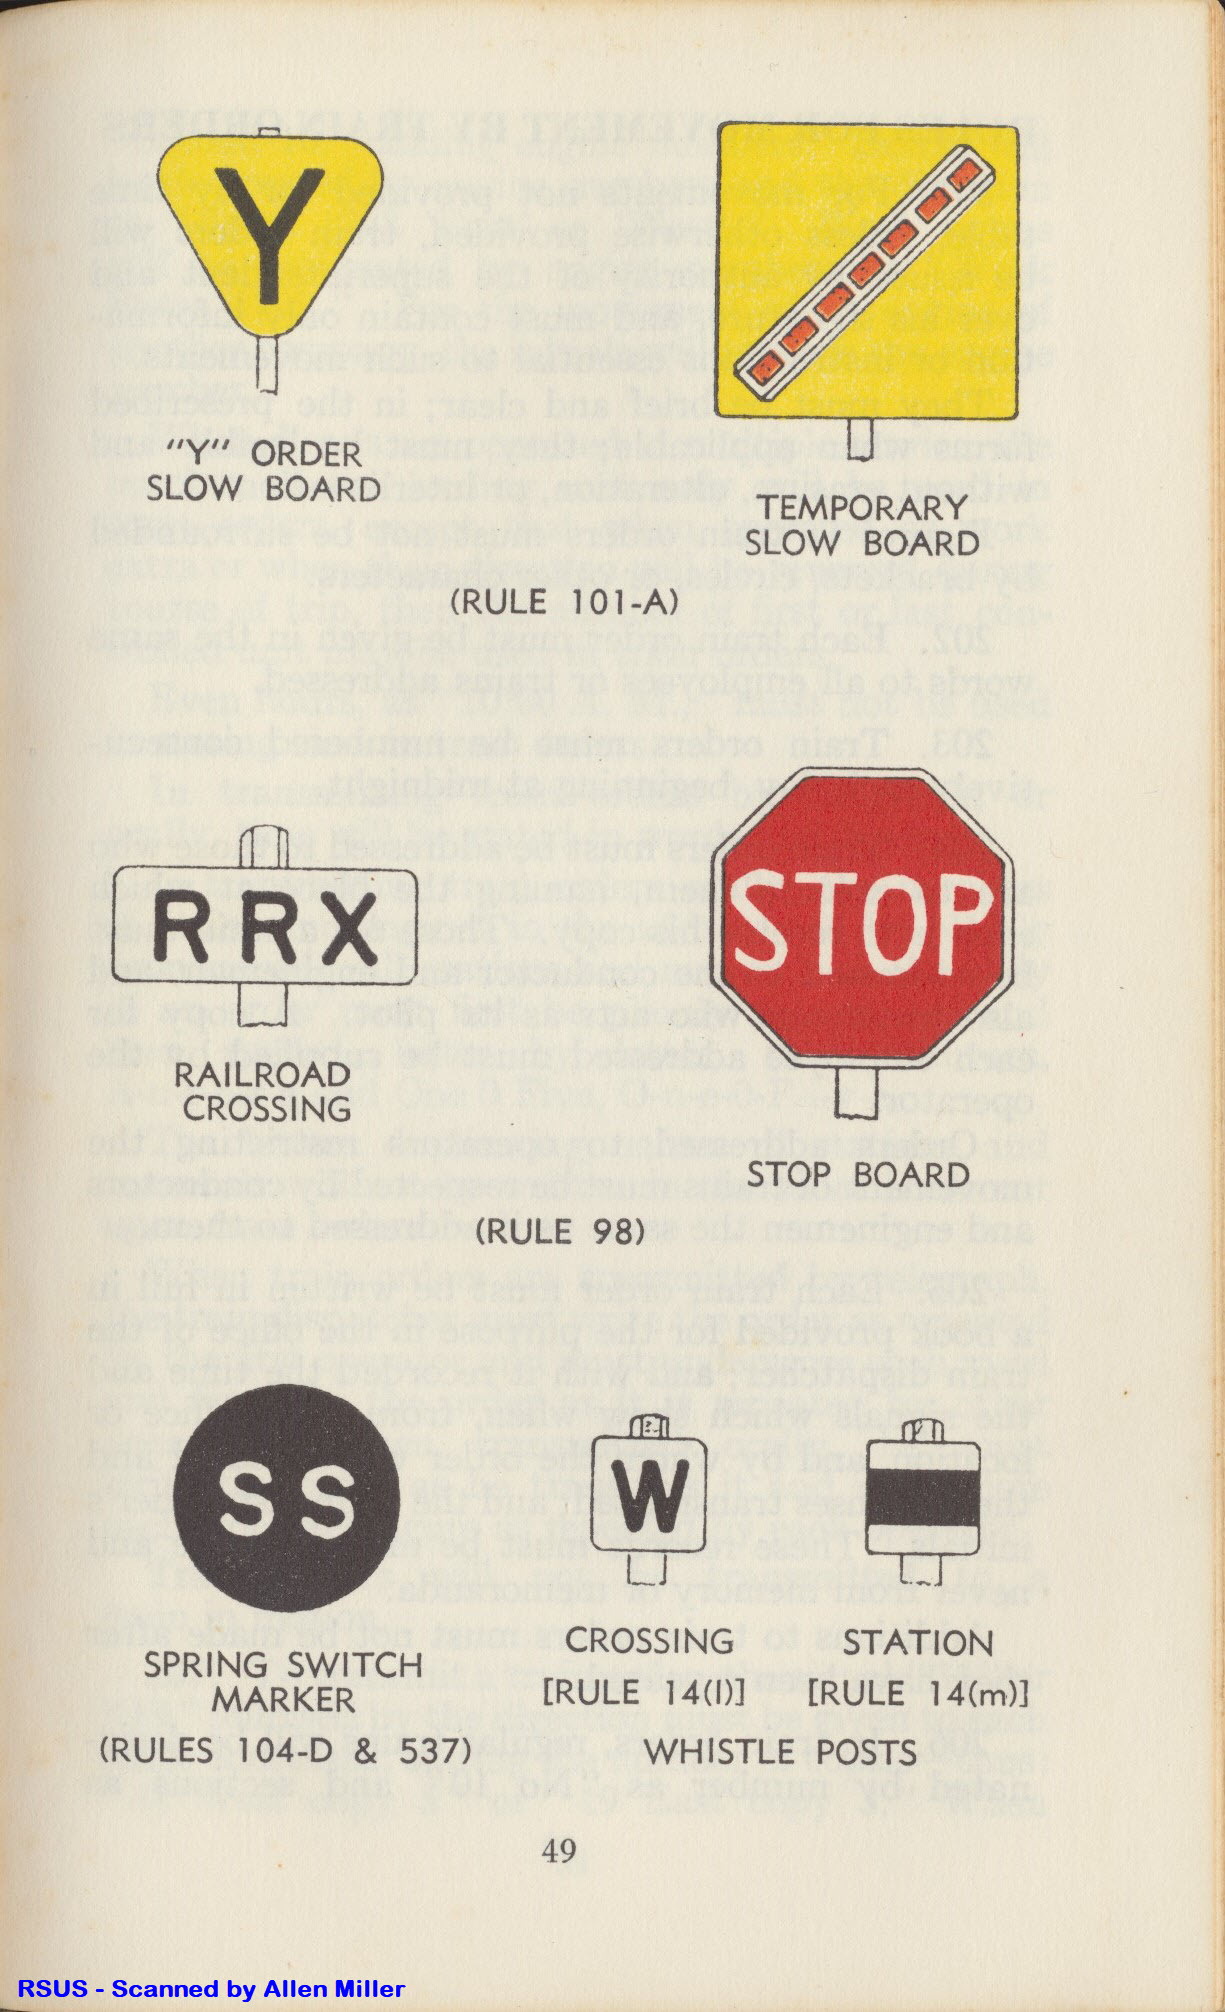 Y
"Y" ORDER
SLOW BOARD
TEMPORARY
SLOW BOARD
(RULE 101-A)
RRX
RAILROAD
CROSSING
STOP
STOP BOARD
(RULE 98)
SS
SPRING SWITCH
MARKER
(RULES 104-D & 537)
W
CROSSING
[RULE 14(l)]
STATION
[RULE 14(m)]
WHISTLE POSTS
49
RSUS - Scanned by Allen Miller